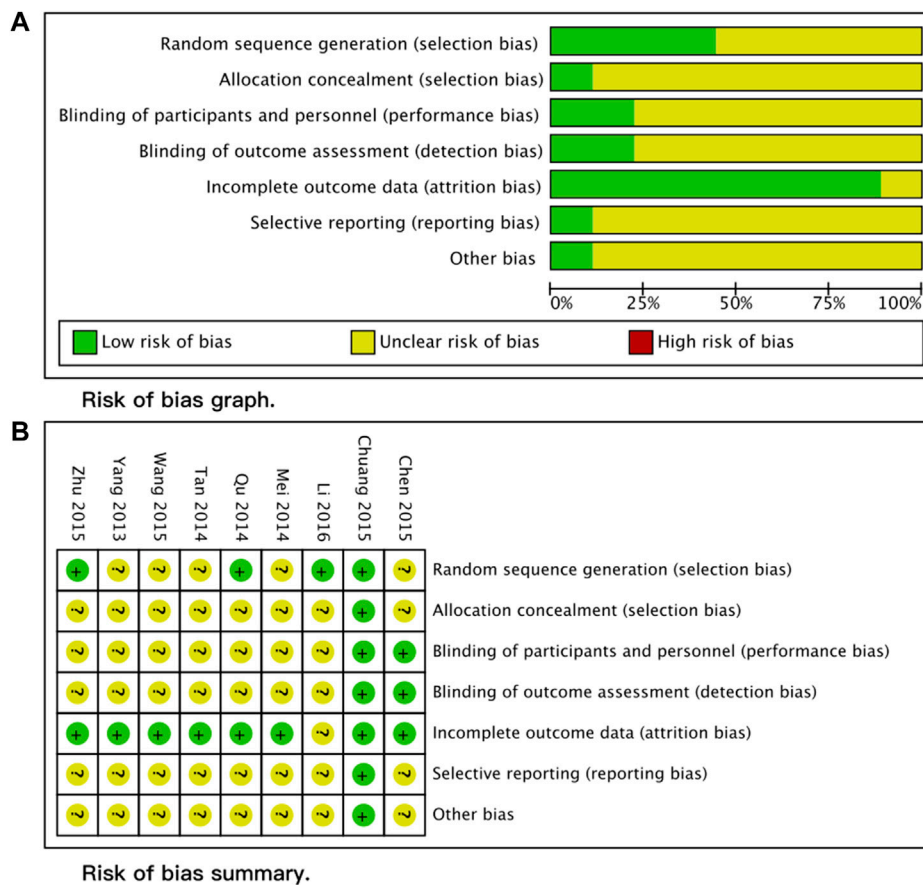 A
Random sequence generation (selection bias)
Allocation concealment (selection bias)
Blinding of participants and personnel (performance bias)
Blinding of outcome assessment (detection bias)
Incomplete outcome data (attrition bias)
Selective reporting (reporting bias)
Other bias
0% 25% 50% 75% 100%
Low risk of bias Unclear risk of bias High risk of bias
Risk of bias graph.
B
Zhu 2015 Yang 2013 Wang 2015 Tan 2014 Qu 2014 Mei 2014 Li 2016 Chuang 2015 Chen 2015
+ ? ? ? + ? + + ? Random sequence generation (selection bias)
? ? ? ? ? ? ? + ? Allocation concealment (selection bias)
? ? ? ? ? ? ? + + Blinding of participants and personnel (performance bias)
? ? ? ? ? ? ? + + Blinding of outcome assessment (detection bias)
+ + + + + + ? + + Incomplete outcome data (attrition bias)
? ? ? ? ? ? ? + ? Selective reporting (reporting bias)
? ? ? ? ? ? ? + ? Other bias
Risk of bias summary.